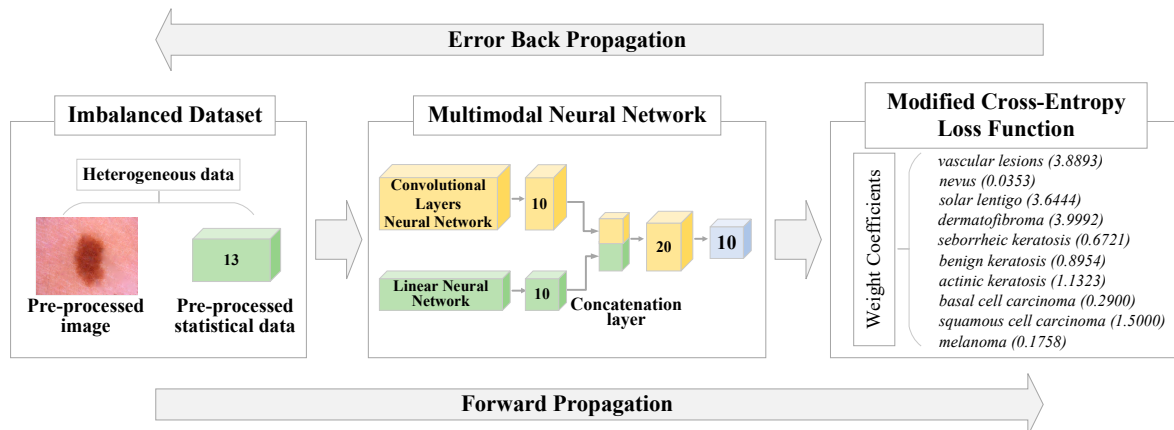 Error Back Propagation
Imbalanced Dataset
Heterogeneous data
13
Pre-processed
image
Pre-processed
statistical data
Multimodal Neural Network
Convolutional
Layers
Neural Network
10
Linear Neural
Network
10
Concatenation
layer
20
10
Modified Cross-Entropy
Loss Function
Weight Coefficients
vascular lesions (3.8893)
nevus (0.0353)
solar lentigo (3.6444)
dermatofibroma (3.9992)
seborrheic keratosis (0.6721)
benign keratosis (0.8954)
actinic keratosis (1.1323)
basal cell carcinoma (0.2900)
squamous cell carcinoma (1.5000)
melanoma (0.1758)
Forward Propagation